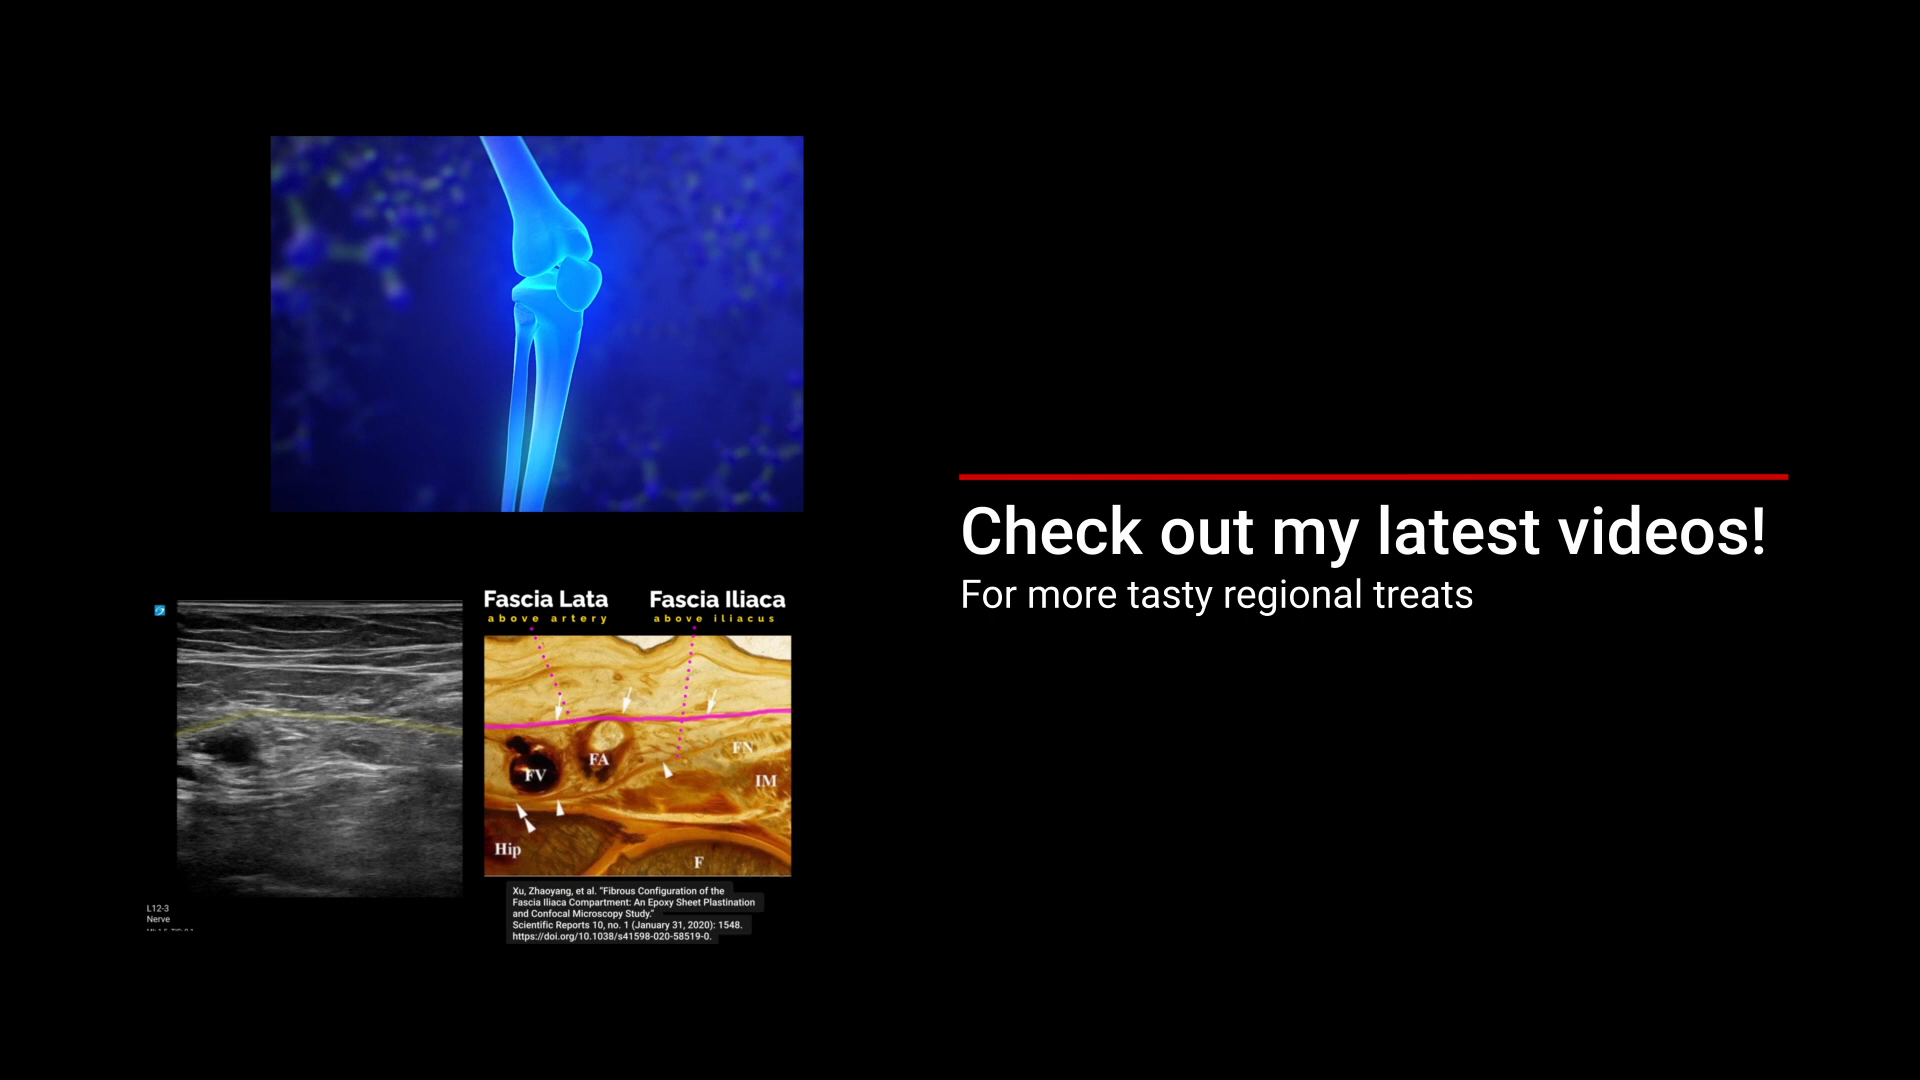 Check out my latest videos!
For more tasty regional treats
Fascia Lata
above artery
Fascia Iliaca
above iliacus
FV
FA
FN
IM
Hip
F
L12-3
Nerve
Xu, Zhaoyang, et al. "Fibrous Configuration of the
Fascia Iliaca Compartment: An Epoxy Sheet Plastination
and Confocal Microscopy Study."
Scientific Reports 10, no. 1 (January 31, 2020): 1548.
https://doi.org/10.1038/s41598-020-58519-0.